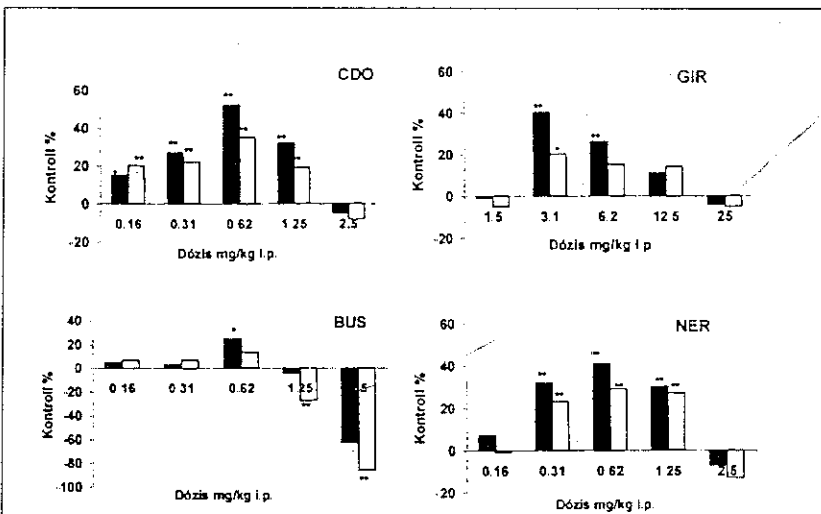 CDO
60
40
20
0
-20
Kontroll %
** ** ** ** ** ** **
0.16 0.31 0.62 1.25 2.5
Dózis mg/kg i.p.
GIR
60
40
20
0
-20
Kontroll %
** * **
1.5 3.1 6.2 12.5 25
Dózis mg/kg i p
BUS
40
20
0
-20
-40
-60
-80
-100
Kontroll %
* ** **
0.16 0.31 0.62 1.25
Dózis mg/kg i.p.
NER
60
40
20
0
-20
Kontroll %
** ** ** ** ** **
0.16 0.31 0.62 1.25 2.5
Dózis mg/kg i.p.